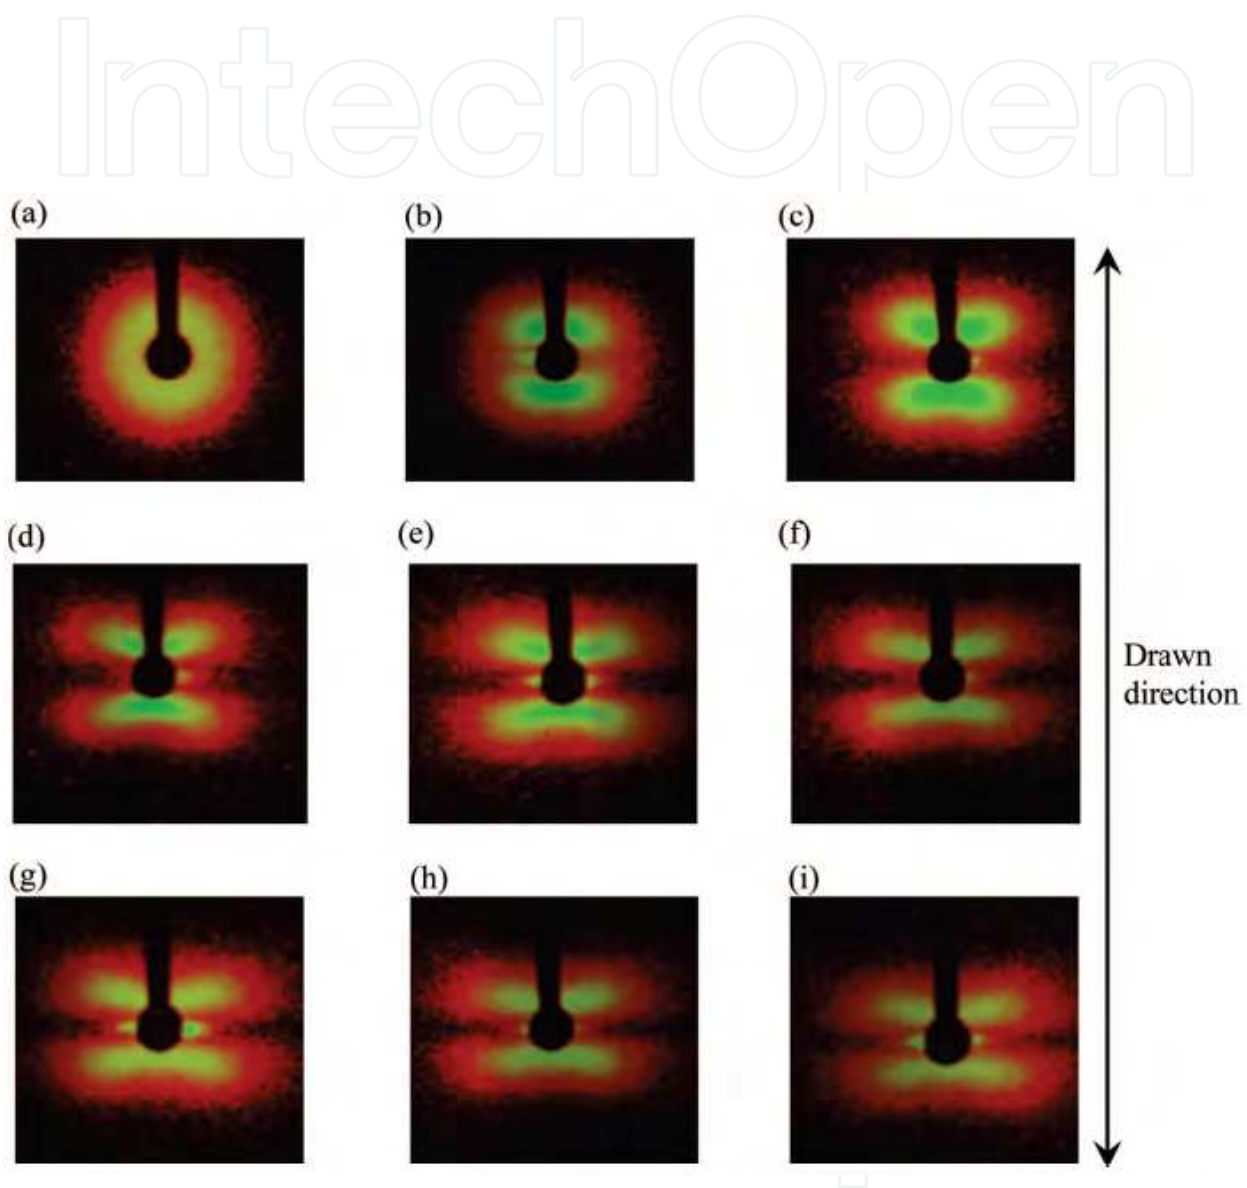 IntechOpen
(a)
(b)
(c)
(d)
(e)
(f)
Drawn
direction
(g)
(h)
(i)